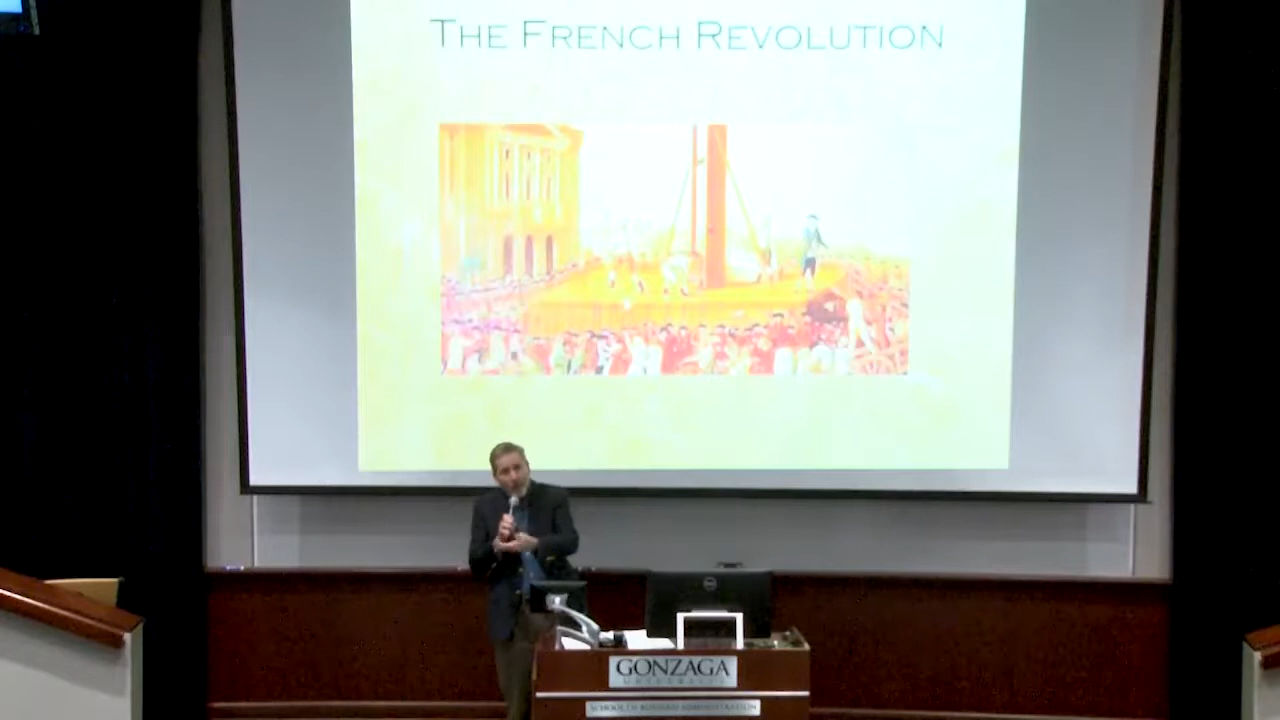 THE FRENCH REVOLUTION
GONZAGA
UNIVERSITY
SCHOOL OF BUSINESS ADMINISTRATION